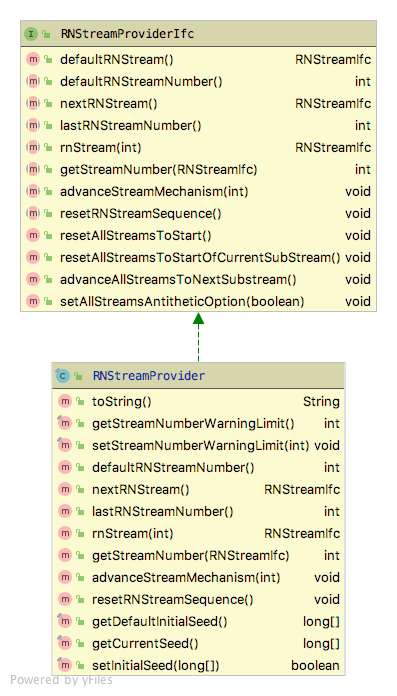 I RNStreamProviderIfc
m defaultRNStream() RNStreamIfc
m defaultRNStreamNumber() int
m nextRNStream() RNStreamIfc
m lastRNStreamNumber() int
m rnStream(int) RNStreamIfc
m getStreamNumber(RNStreamIfc) int
m advanceStreamMechanism(int) void
m resetRNStreamSequence() void
m resetAllStreamsToStart() void
m resetAllStreamsToStartOfCurrentSubStream() void
m advanceAllStreamsToNextSubstream() void
m setAllStreamsAntitheticOption(boolean) void
C RNStreamProvider
m toString() String
m getStreamNumberWarningLimit() int
m setStreamNumberWarningLimit(int) void
m defaultRNStreamNumber() int
m nextRNStream() RNStreamIfc
m lastRNStreamNumber() int
m rnStream(int) RNStreamIfc
m getStreamNumber(RNStreamIfc) int
m advanceStreamMechanism(int) void
m resetRNStreamSequence() void
m getDefaultInitialSeed() long[]
m getCurrentSeed() long[]
m setInitialSeed(long[]) boolean
Powered by yFiles